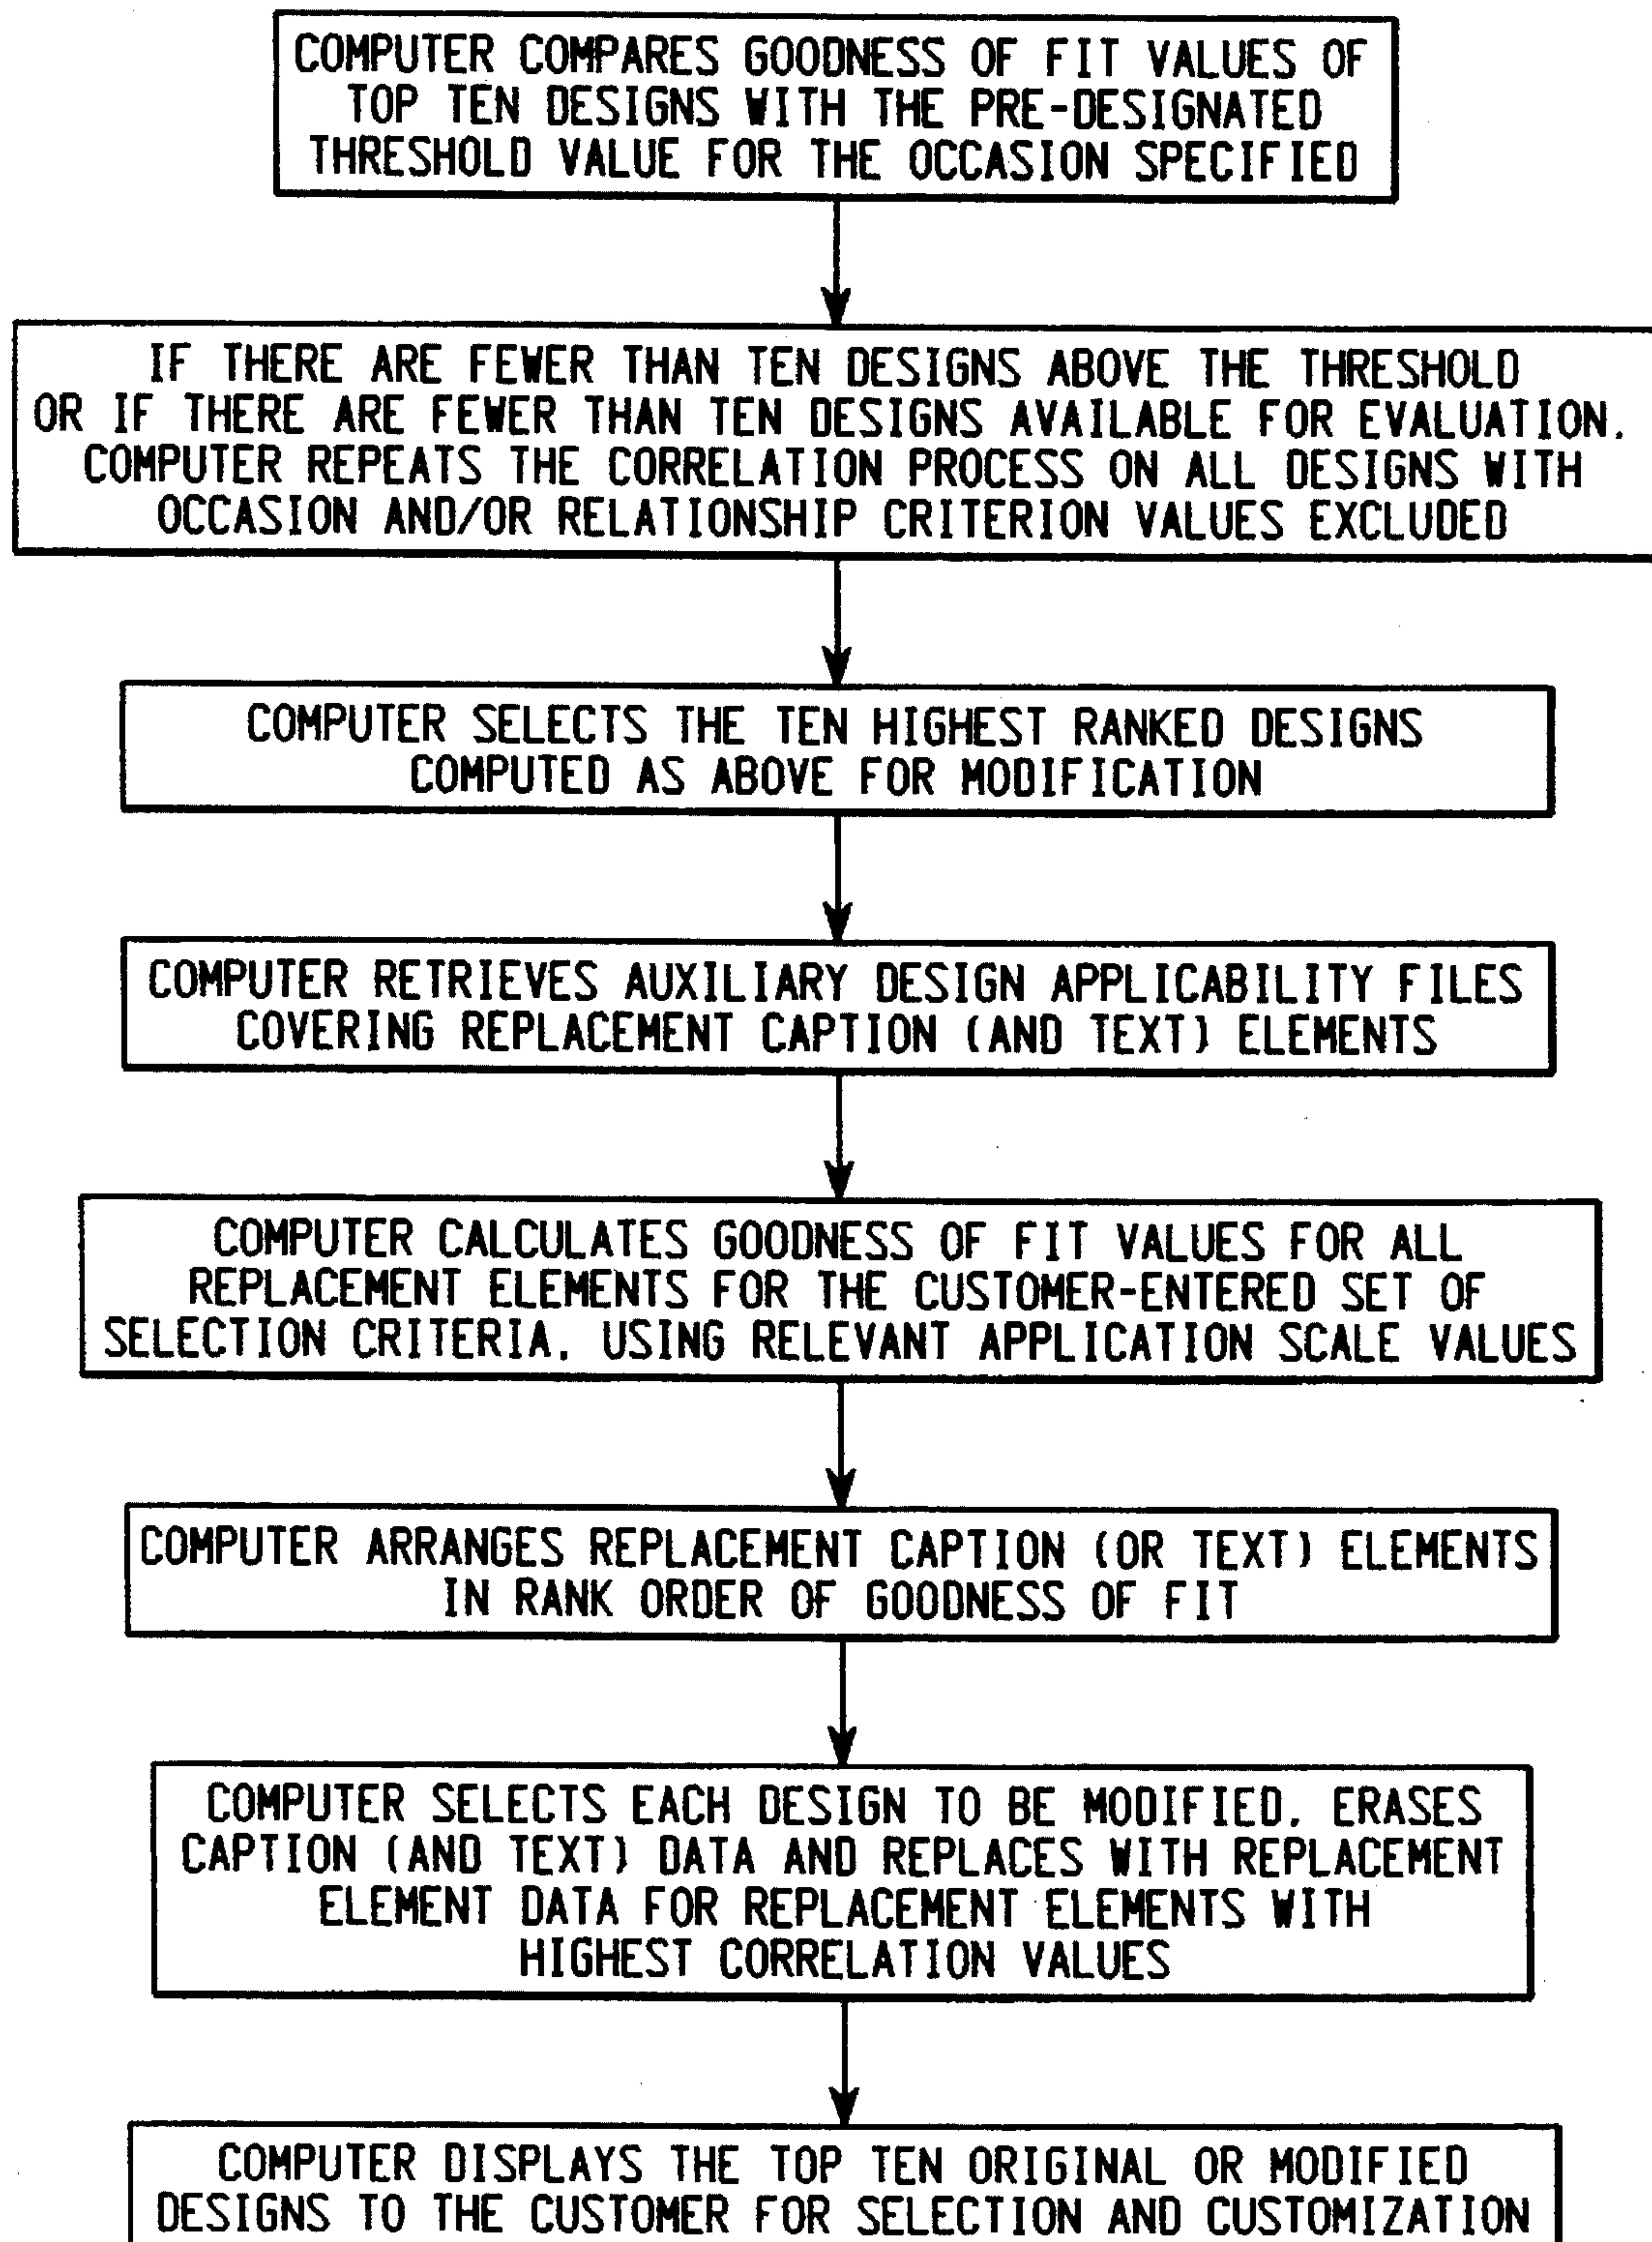 COMPUTER COMPARES GOODNESS OF FIT VALUES OF
TOP TEN DESIGNS WITH THE PRE-DESIGNATED
THRESHOLD VALUE FOR THE OCCASION SPECIFIED
IF THERE ARE FEWER THAN TEN DESIGNS ABOVE THE THRESHOLD
OR IF THERE ARE FEWER THAN TEN DESIGNS AVAILABLE FOR EVALUATION.
COMPUTER REPEATS THE CORRELATION PROCESS ON ALL DESIGNS WITH
OCCASION AND/OR RELATIONSHIP CRITERION VALUES EXCLUDED
COMPUTER SELECTS THE TEN HIGHEST RANKED DESIGNS
COMPUTED AS ABOVE FOR MODIFICATION
COMPUTER RETRIEVES AUXILIARY DESIGN APPLICABILITY FILES
COVERING REPLACEMENT CAPTION (AND TEXT) ELEMENTS
COMPUTER CALCULATES GOODNESS OF FIT VALUES FOR ALL
REPLACEMENT ELEMENTS FOR THE CUSTOMER-ENTERED SET OF
SELECTION CRITERIA. USING RELEVANT APPLICATION SCALE VALUES
COMPUTER ARRANGES REPLACEMENT CAPTION (OR TEXT) ELEMENTS
IN RANK ORDER OF GOODNESS OF FIT
COMPUTER SELECTS EACH DESIGN TO BE MODIFIED. ERASES
CAPTION (AND TEXT) DATA AND REPLACES WITH REPLACEMENT
ELEMENT DATA FOR REPLACEMENT ELEMENTS WITH
HIGHEST CORRELATION VALUES
COMPUTER DISPLAYS THE TOP TEN ORIGINAL OR MODIFIED
DESIGNS TO THE CUSTOMER FOR SELECTION AND CUSTOMIZATION